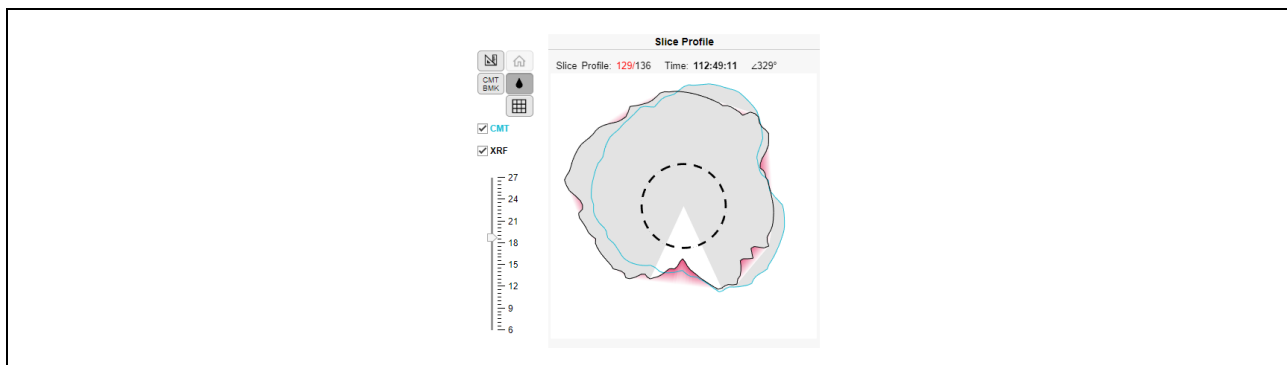 Slice Profile
Slice Profile: 129/136 Time: 112:49:11 ∠329°
CMT
BMK
CMT
XRF
27
24
21
18
15
12
9
6